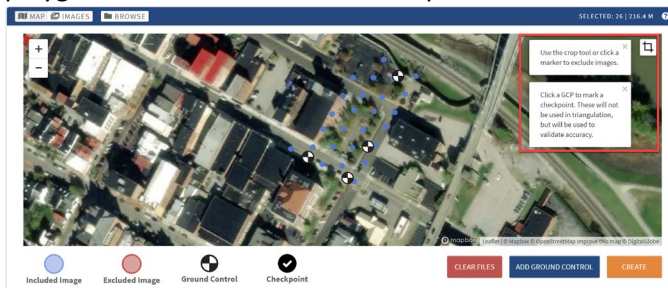 MAP IMAGES BROWSE SELECTED: 26 | 216.4 M
+
−
Use the crop tool or click a
marker to exclude images.
×
Click a GCP to mark a
checkpoint. These will not
be used in triangulation,
but will be used to
validate accuracy.
×
mapbox Leaflet | © Mapbox © OpenStreetMap Improve this map © DigitalGlobe
Included Image Excluded Image Ground Control Checkpoint
CLEAR FILES ADD GROUND CONTROL CREATE